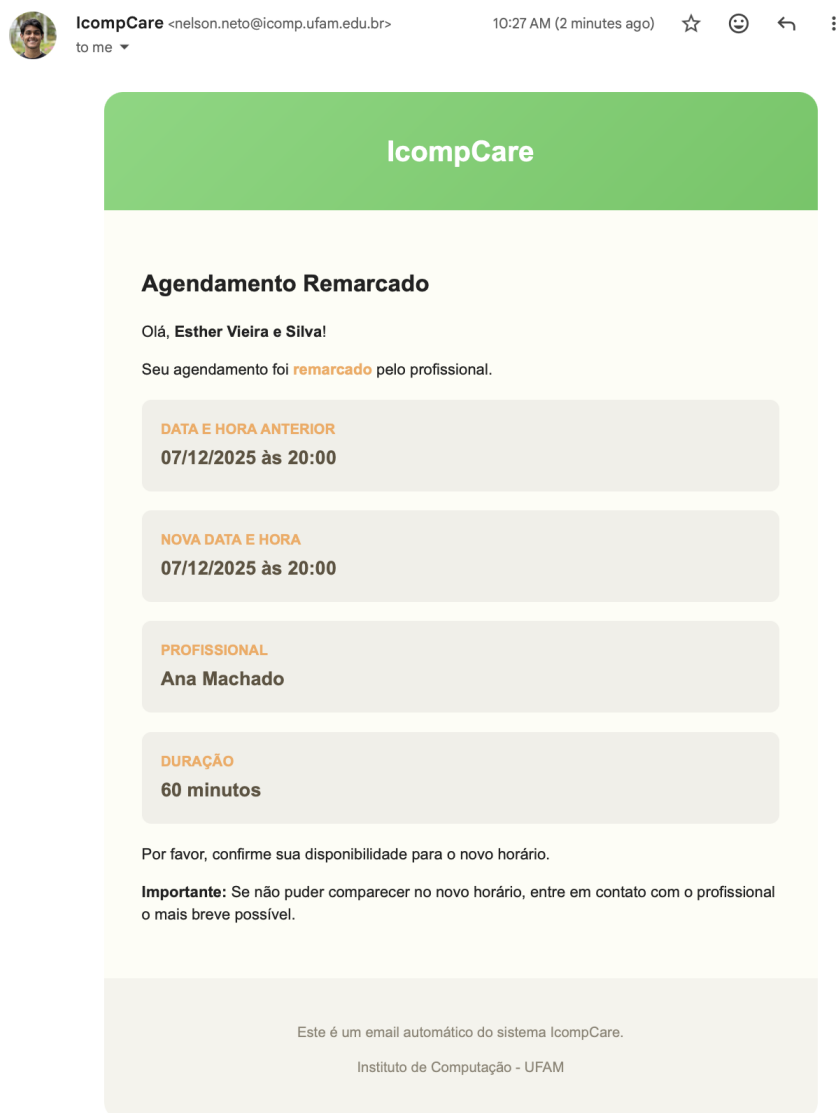 IcompCare <nelson.neto@icomp.ufam.edu.br> 10:27 AM (2 minutes ago)
to me
IcompCare
Agendamento Remarcado
Olá, Esther Vieira e Silva!
Seu agendamento foi remarcado pelo profissional.
DATA E HORA ANTERIOR
07/12/2025 às 20:00
NOVA DATA E HORA
07/12/2025 às 20:00
PROFISSIONAL
Ana Machado
DURAÇÃO
60 minutos
Por favor, confirme sua disponibilidade para o novo horário.
Importante: Se não puder comparecer no novo horário, entre em contato com o profissional
o mais breve possível.
Este é um email automático do sistema IcompCare.
Instituto de Computação - UFAM